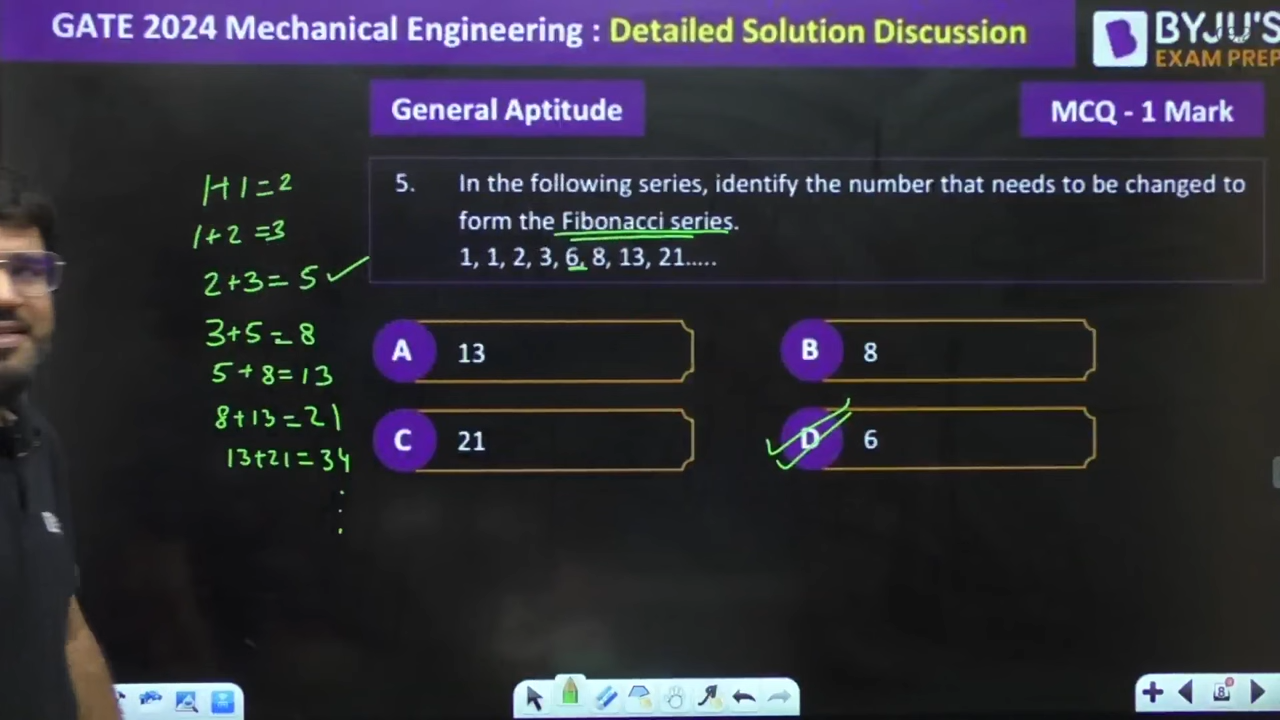 GATE 2024 Mechanical Engineering : Detailed Solution Discussion
BYJU'S
EXAM PREP
General Aptitude
MCQ - 1 Mark
5. In the following series, identify the number that needs to be changed to
form the Fibonacci series.
1, 1, 2, 3, 6, 8, 13, 21.....
1+1=2
1+2=3
2+3=5
3+5=8
5+8=13
8+13=21
13+21=34
A 13
B 8
C 21
D 6
8